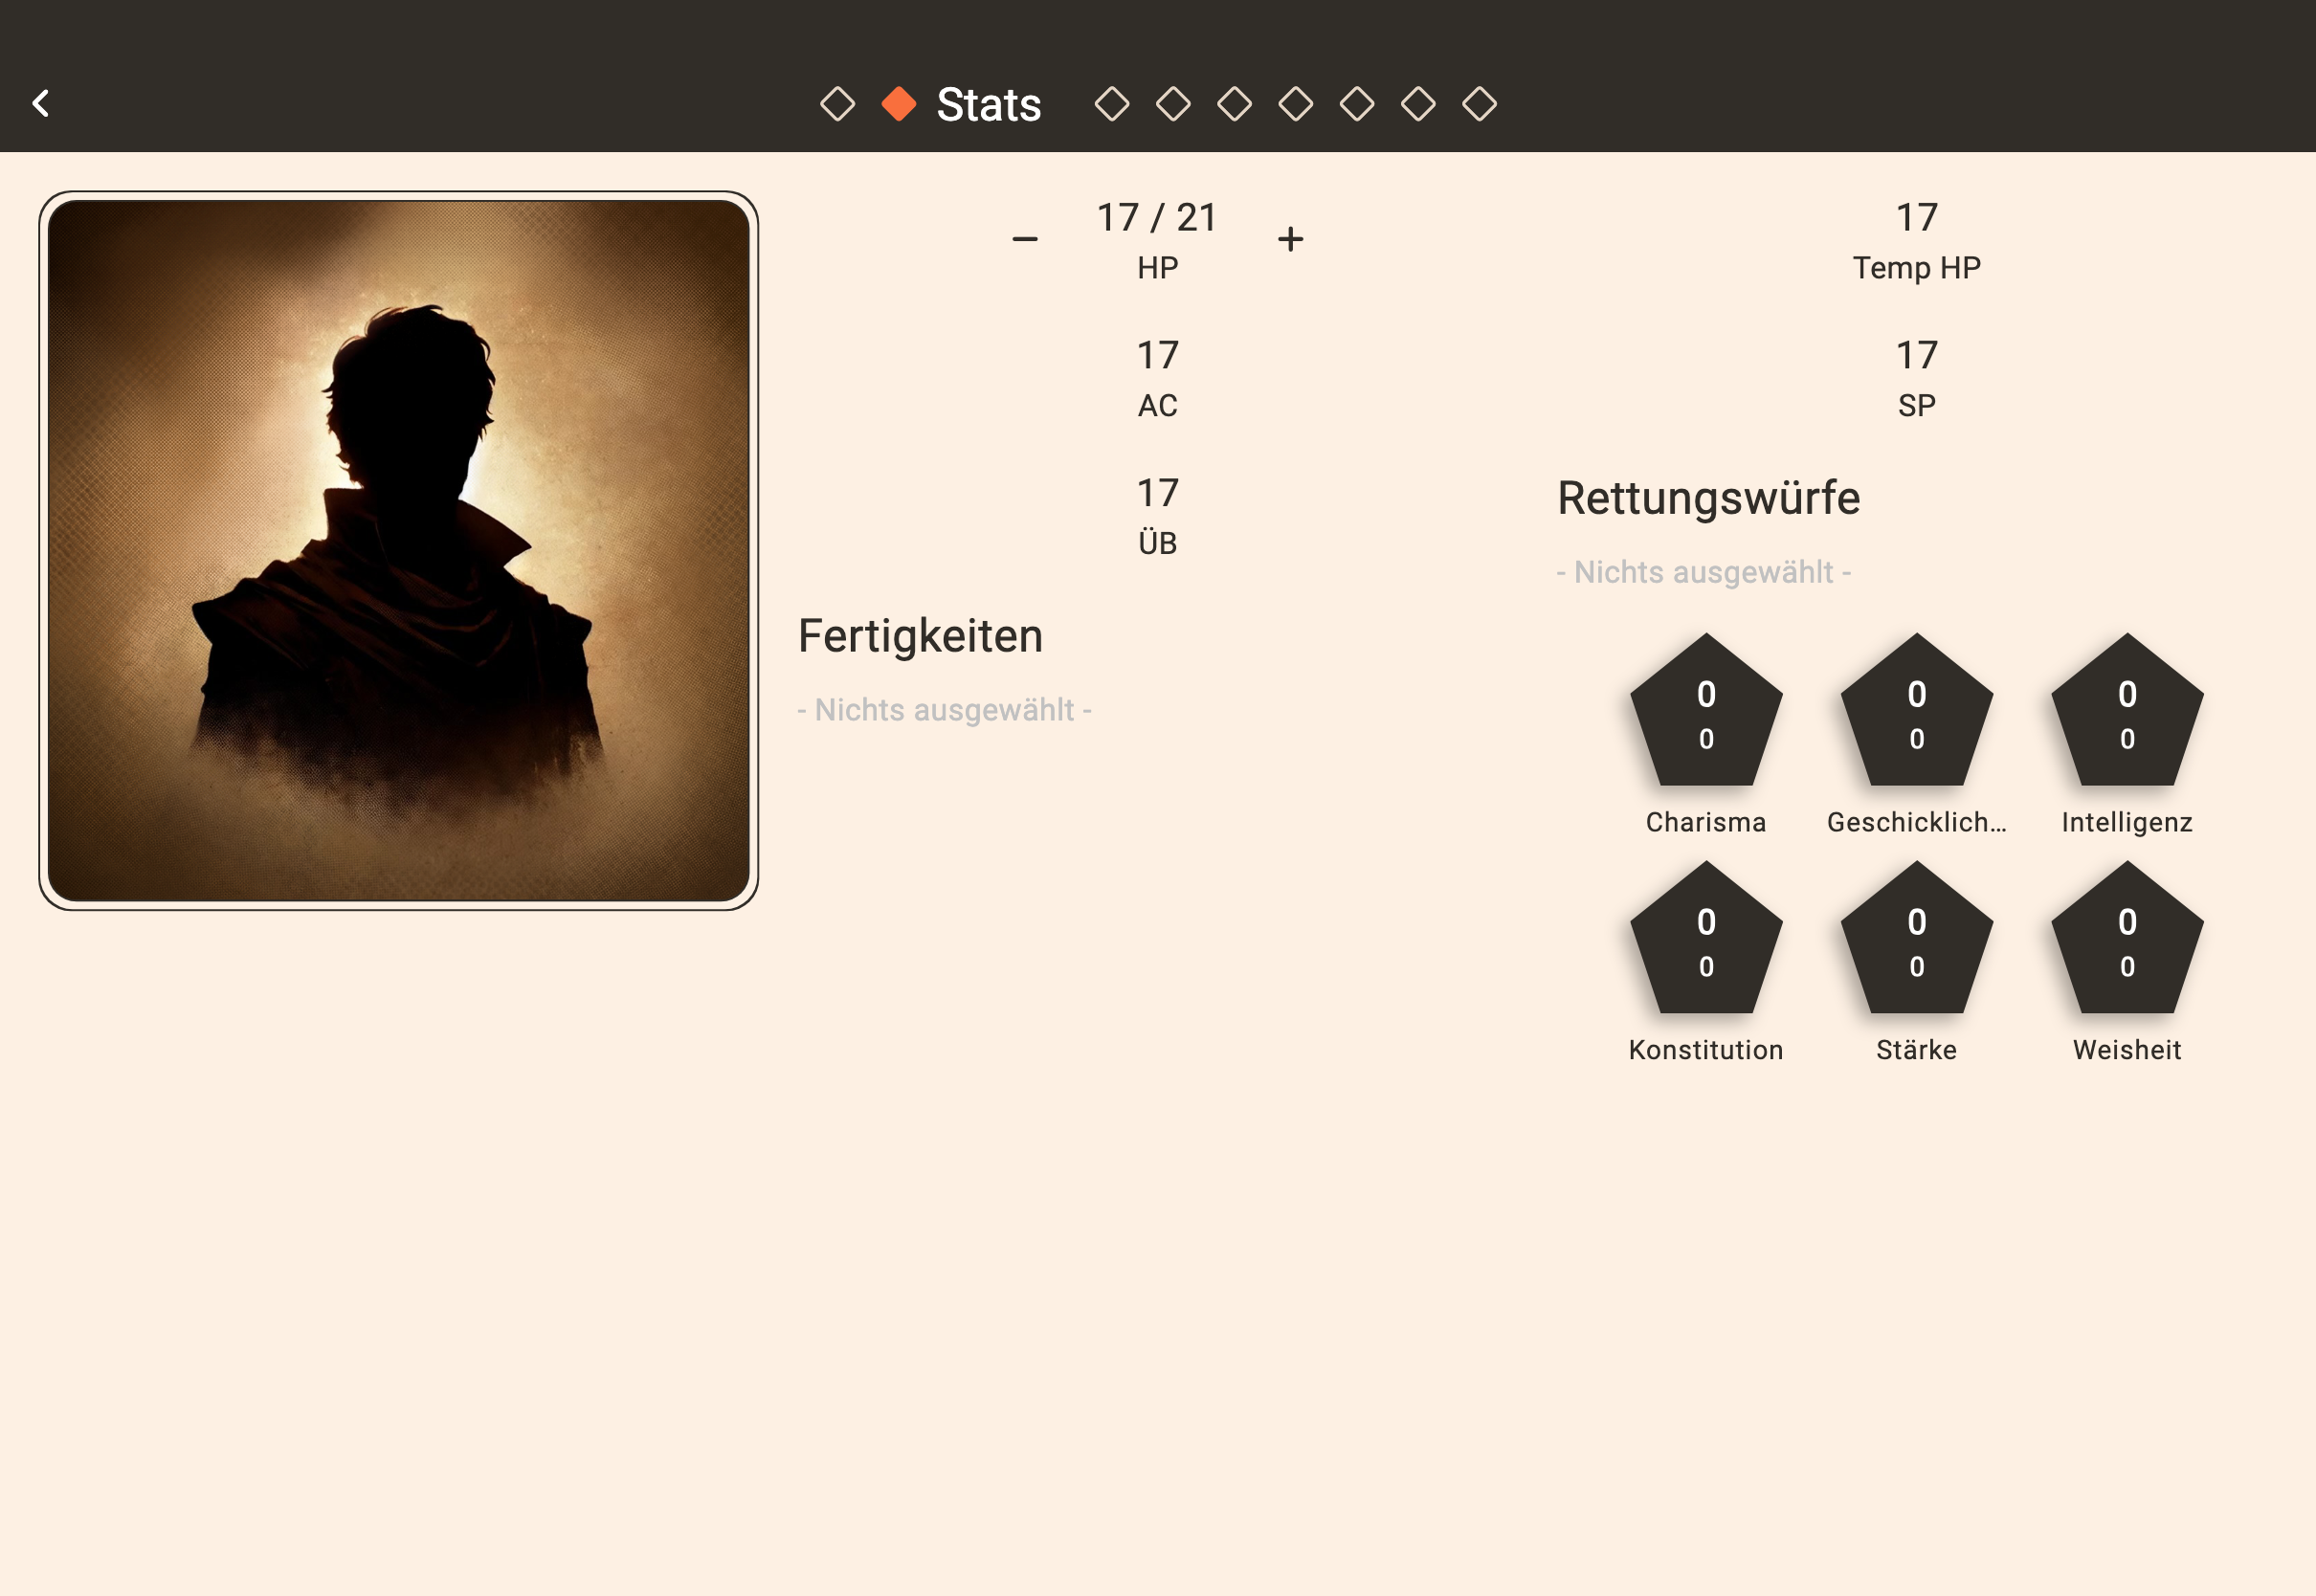 Stats
17 / 21
HP
17
Temp HP
17
AC
17
SP
17
ÜB
Rettungswürfe
- Nichts ausgewählt -
Fertigkeiten
- Nichts ausgewählt -
0
0
Charisma
0
0
Geschicklich...
0
0
Intelligenz
0
0
Konstitution
0
0
Stärke
0
0
Weisheit